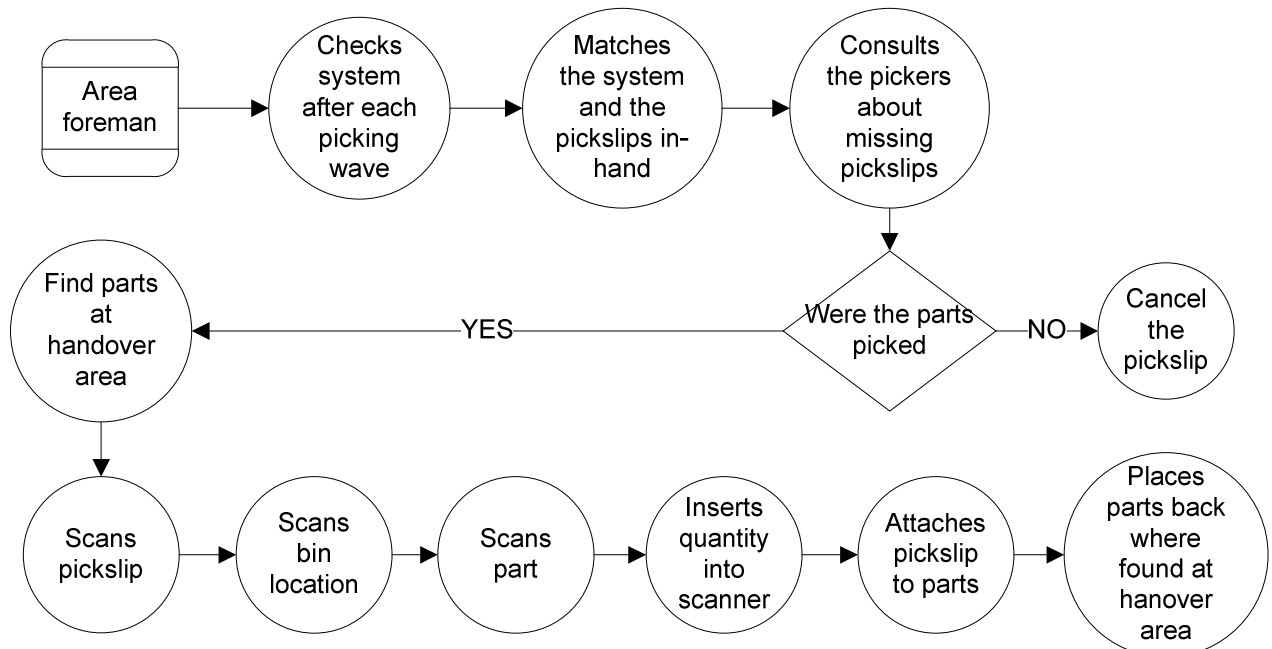 Area
foreman
Checks
system
after each
picking
wave
Matches
the system
and the
pickslips in-
hand
Consults
the pickers
about
missing
pickslips
Were the parts
picked
YES
NO
Cancel
the
pickslip
Find parts
at
handover
area
Scans
pickslip
Scans
bin
location
Scans
part
Inserts
quantity
into
scanner
Attaches
pickslip
to parts
Places
parts back
where
found at
hanover
area